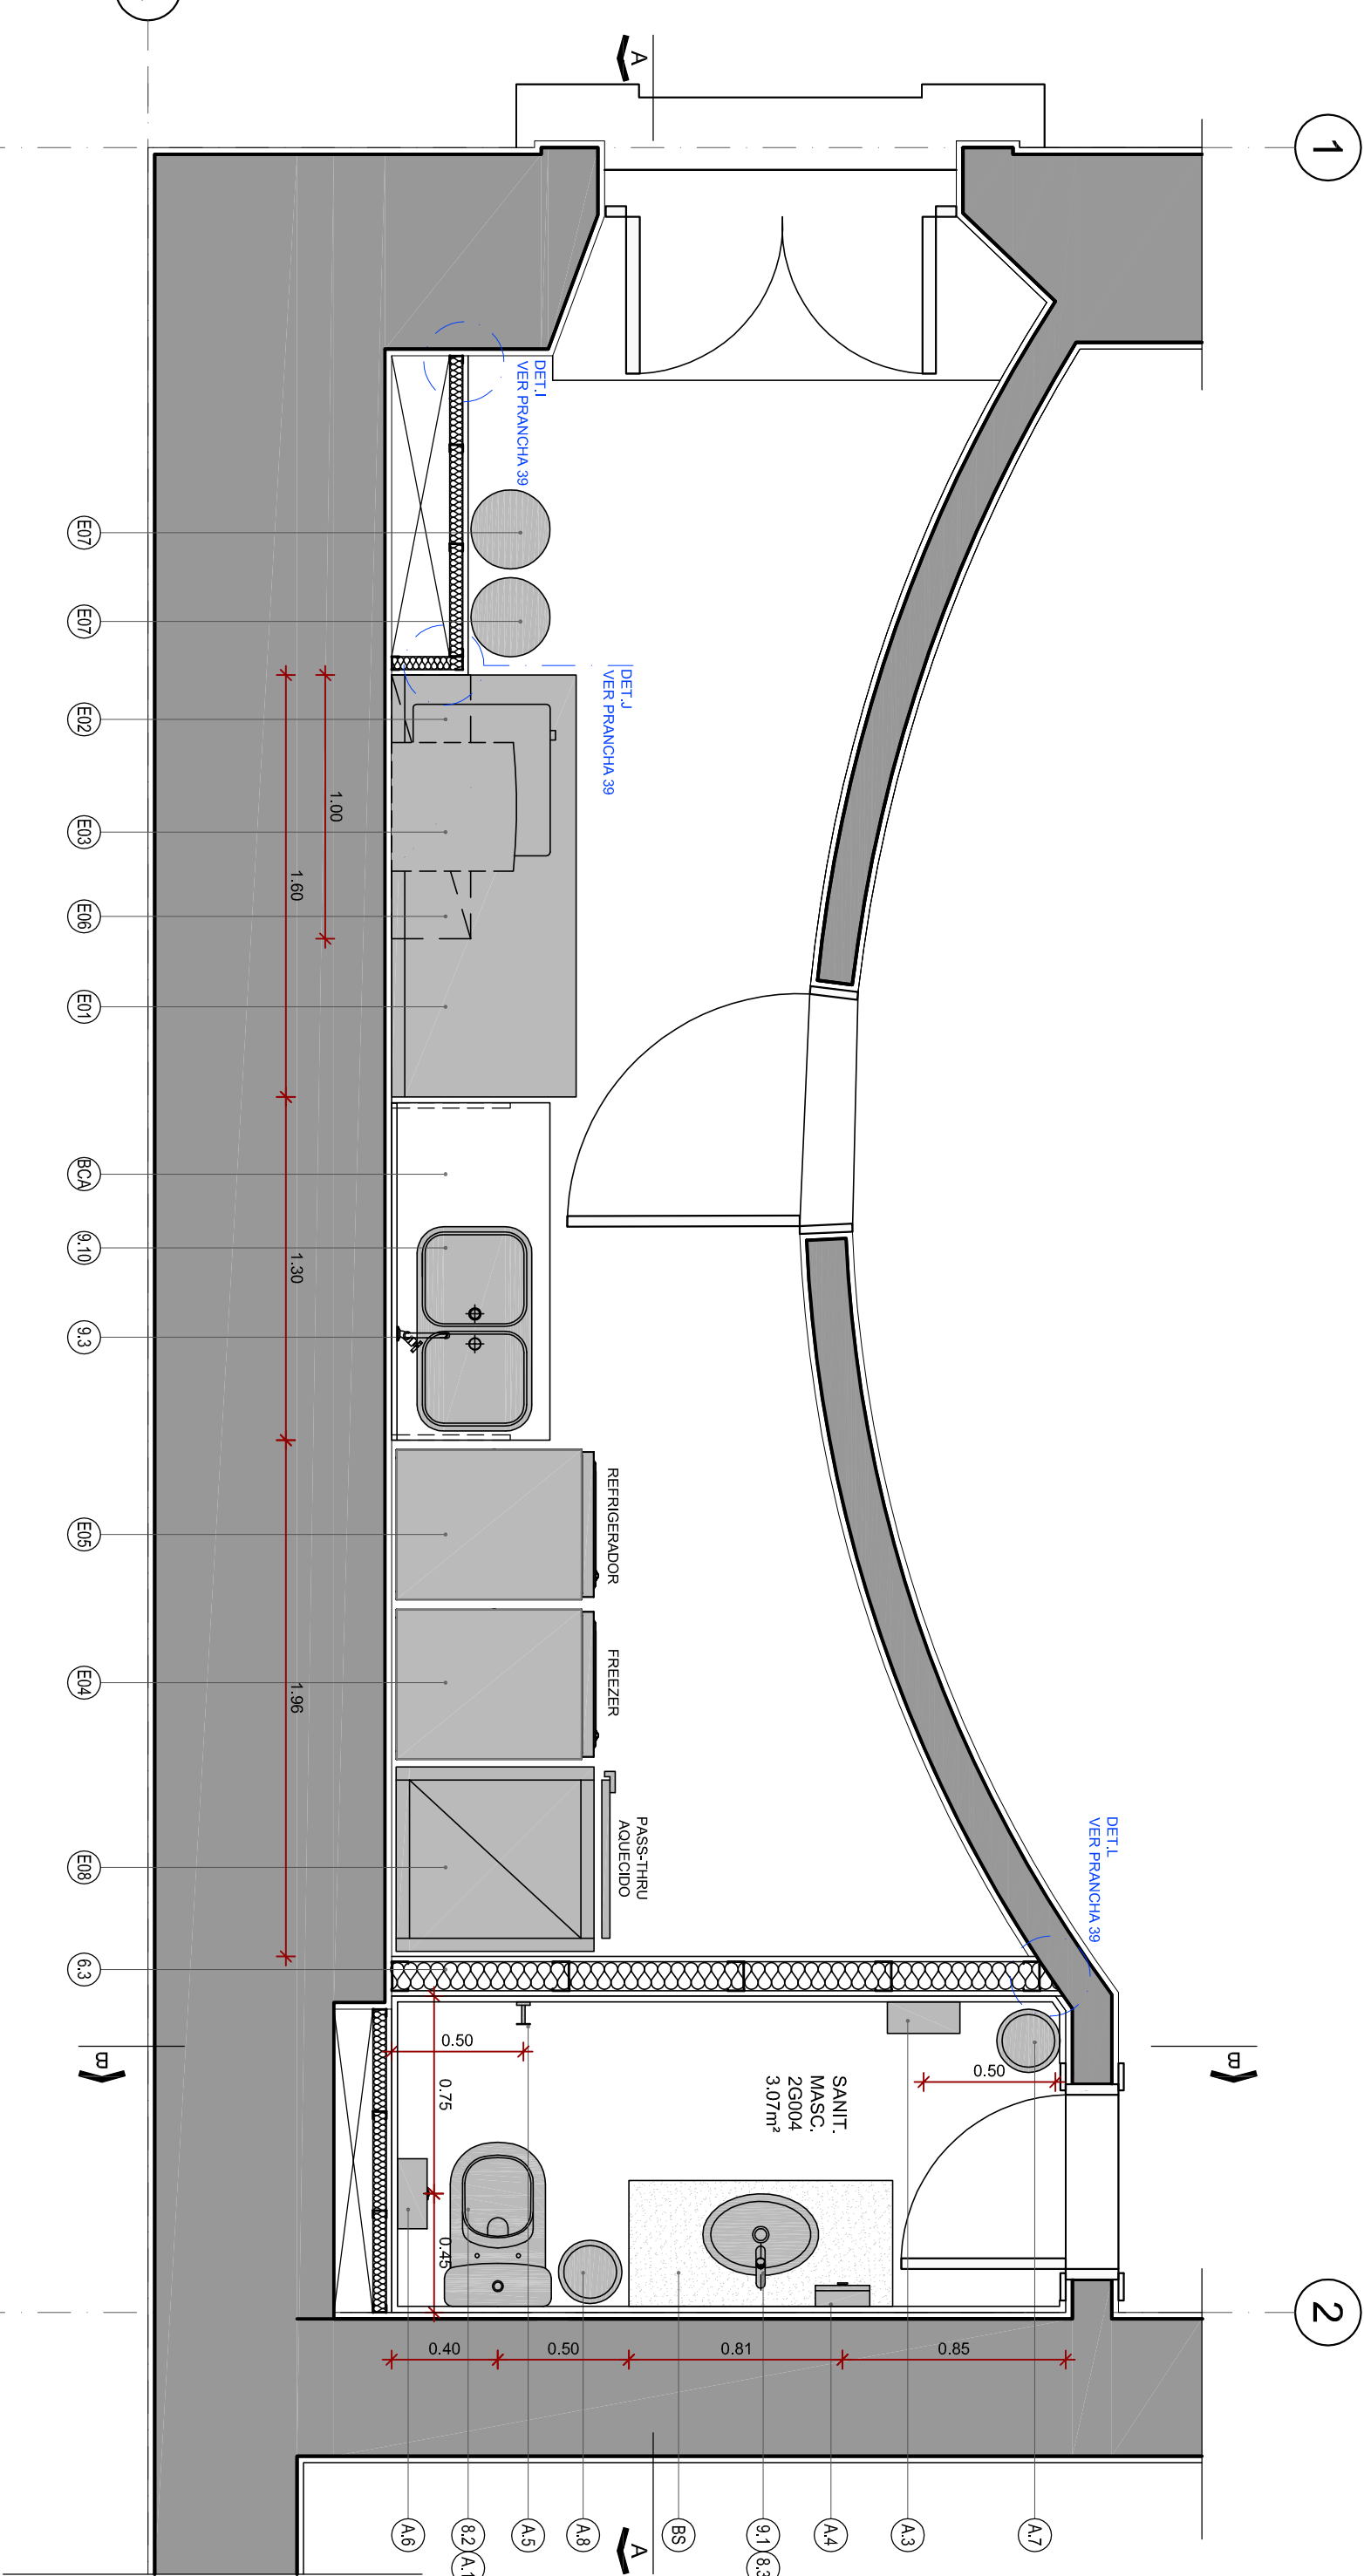 1
2
A
A
B
B
DET.I
VER PRANCHA 39
DET.J
VER PRANCHA 39
DET.L
VER PRANCHA 39
E07
E07
E02
E03
E06
E01
BCA
9.10
9.3
E05
E04
E08
6.3
1.00
1.60
1.30
1.96
REFRIGERADOR
FREEZER
PASS-THRU
AQUECIDO
SANIT.
MASC.
2G004
3.07m²
0.50
0.75
0.45
0.50
0.40
0.50
0.81
0.85
A.6
8.2
A.1
A.5
A.8
BS
9.1
8.3
A.4
A.3
A.7